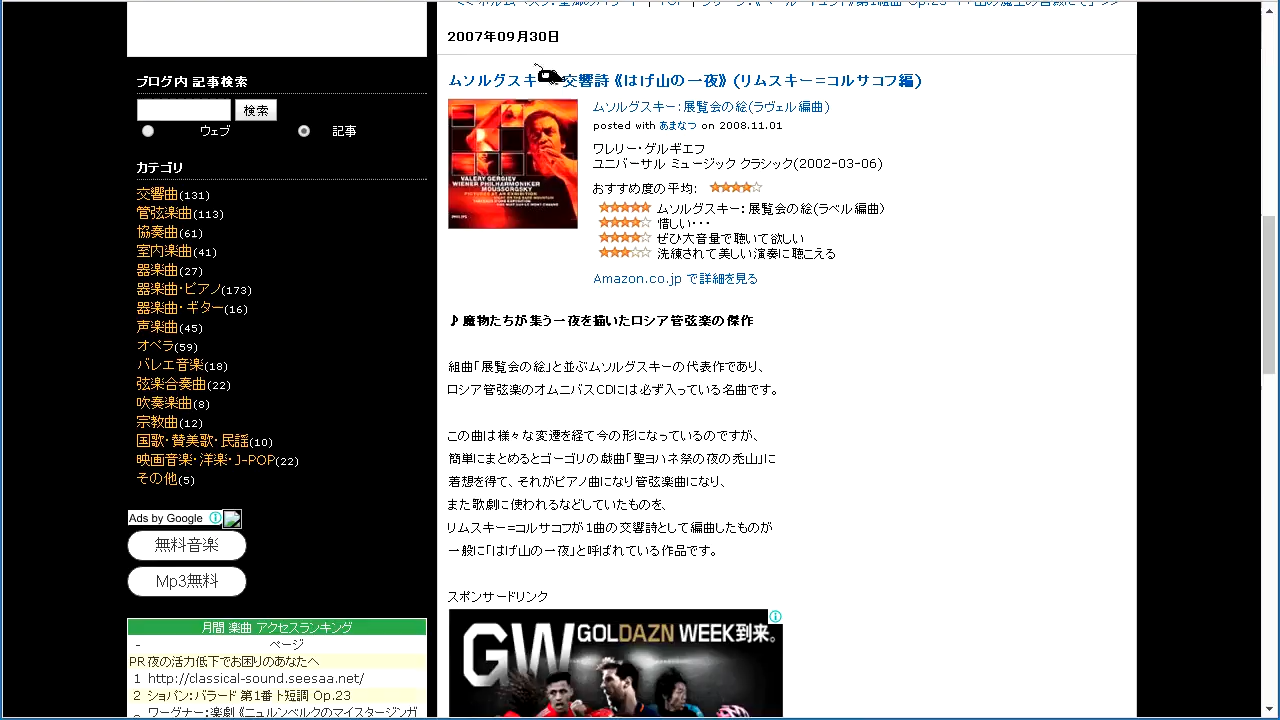 2007年09月30日
ムソルグスキ 交響詩《はげ山の一夜》(リムスキー=コルサコフ編)
ムソルグスキー:展覧会の絵(ラヴェル編曲)
posted with あまなつ on 2008.11.01
ワレリー・ゲルギエフ
ユニバーサル ミュージック クラシック(2002-03-06)
おすすめ度の平均:
ムソルグスキー:展覧会の絵(ラベル編曲)
惜しい…
ぜひ大音量で聴いて欲しい
洗練されて美しい演奏に聴こえる
Amazon.co.jp で詳細を見る
VALERY GERGIEV
WIENER PHILHARMONIKER
MOUSSORGSKY
PICTURES AT AN EXHIBITION
PHILIPS
♪魔物たちが集う一夜を描いたロシア管弦楽の傑作
組曲「展覧会の絵」と並ぶムソルグスキーの代表作であり、
ロシア管弦楽のオムニバスCDには必ず入っている名曲です。
この曲は様々な変遷を経て今の形になっているのですが、
簡単にまとめるとゴーゴリの戯曲「聖ヨハネ祭の夜の禿山」に
着想を得て、それがピアノ曲になり管弦楽曲になり、
また歌劇に使われるなどしていたものを、
リムスキー=コルサコフが1曲の交響詩として編曲したものが
一般に「はげ山の一夜」と呼ばれている作品です。
スポンサードリンク
GW GOLDAZN WEEK到来。
ブログ内 記事検索
検索
ウェブ 記事
カテゴリ
交響曲(131)
管弦楽曲(113)
協奏曲(61)
室内楽曲(41)
器楽曲(27)
器楽曲・ピアノ(173)
器楽曲・ギター(16)
声楽曲(45)
オペラ(59)
バレエ音楽(18)
弦楽合奏曲(22)
吹奏楽曲(8)
宗教曲(12)
国歌・賛美歌・民謡(10)
映画音楽・洋楽・J-POP(22)
その他(5)
Ads by Google
無料音楽
Mp3無料
月間 楽曲 アクセスランキング
- ページ
PR 夜の活力低下でお困りのあなたへ
1 http://classical-sound.seesaa.net/
2 ショパン:バラード 第1番 ト短調 Op.23
ワーグナー:楽劇《ニュルンベルクのマイスタージンガ